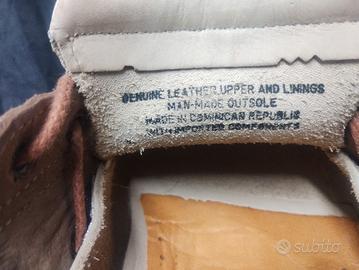 GENUINE LEATHER UPPER AND LININGS
MAN-MADE OUTSOLE
MADE IN DOMINICAN REPUBLIC
WITH IMPORTED COMPONENTS
subito